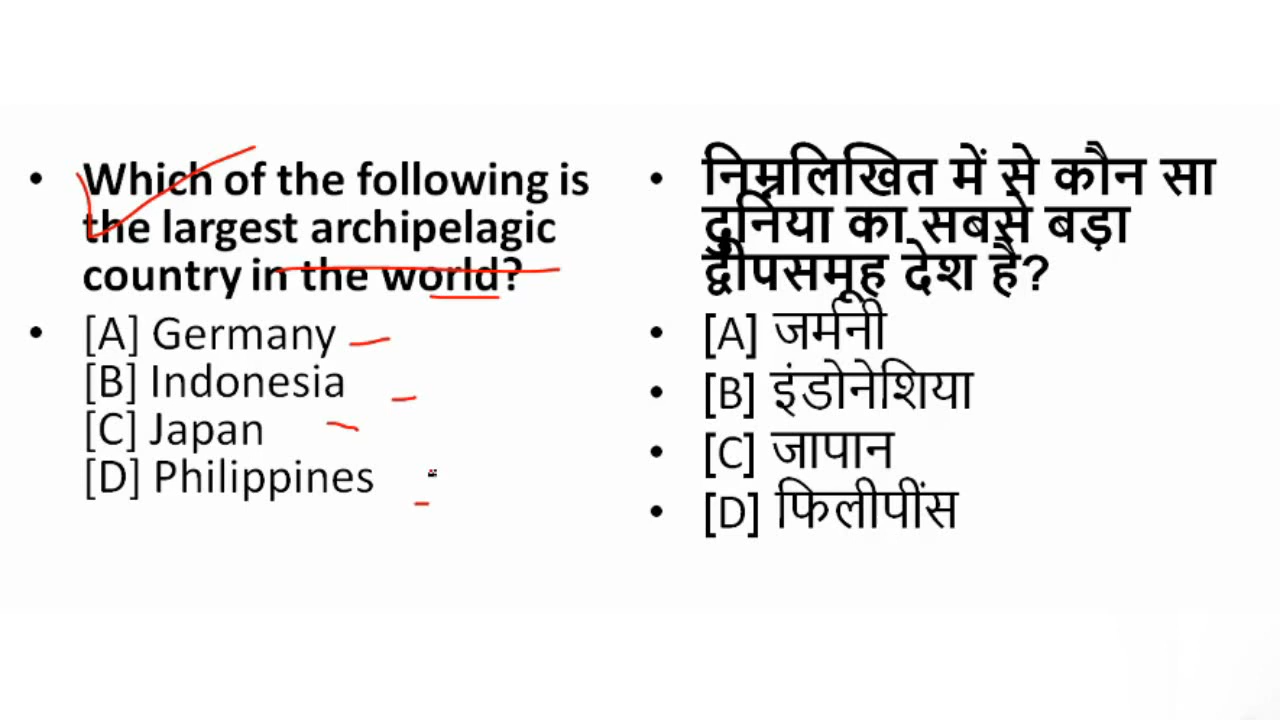 • Which of the following is
the largest archipelagic
country in the world?
• [A] Germany
[B] Indonesia
[C] Japan
[D] Philippines
• निम्नलिखित में से कौन सा
दुनिया का सबसे बड़ा
द्वीपसमूह देश है?
• [A] जर्मनी
• [B] इंडोनेशिया
• [C] जापान
• [D] फिलीपींस